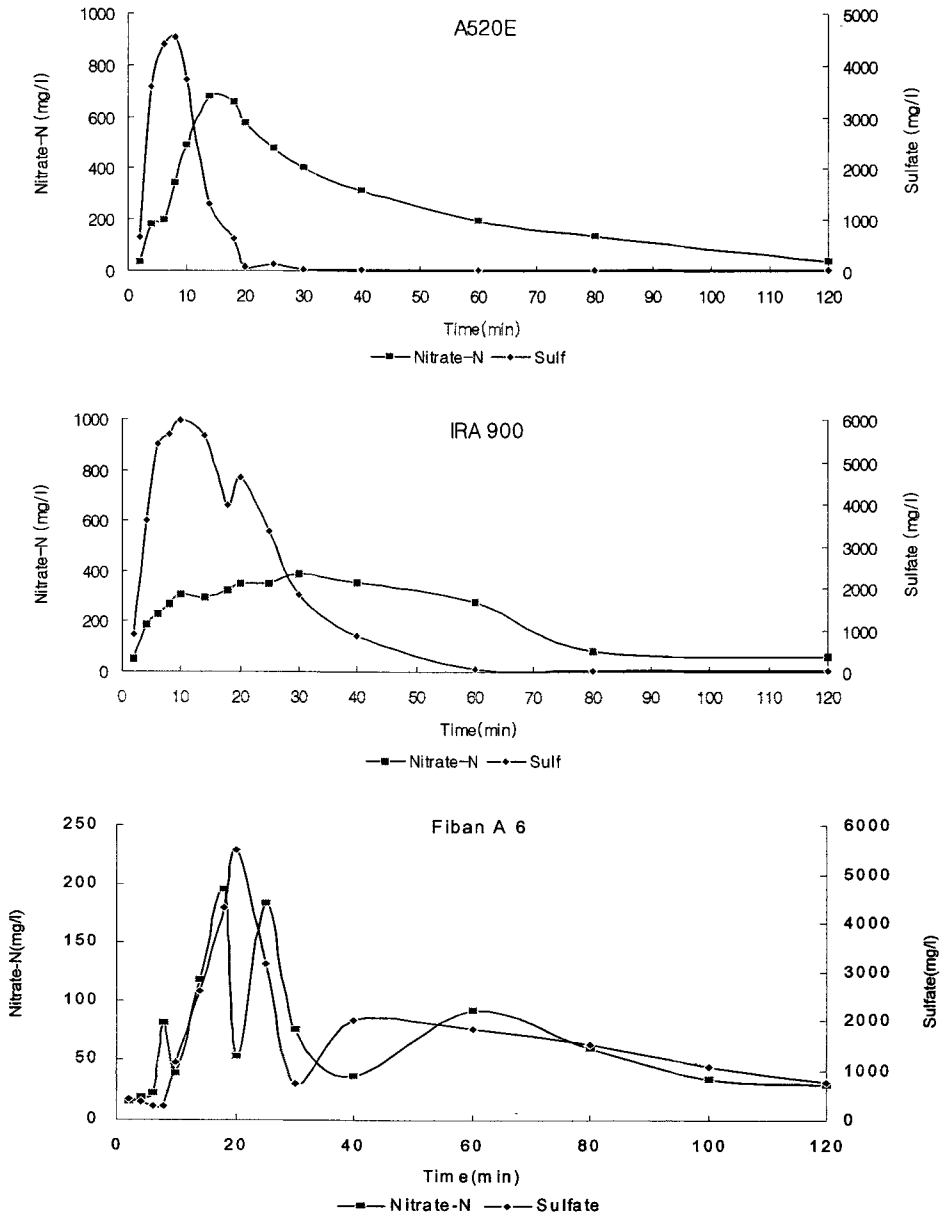 A520E
Nitrate-N (mg/l)
1000
800
600
400
200
0
Sulfate (mg/l)
5000
4000
3000
2000
1000
0
0 10 20 30 40 50 60 70 80 90 100 110 120
Time(min)
Nitrate-N Sulf
IRA 900
Nitrate-N (mg/l)
1000
800
600
400
200
0
Sulfate (mg/l)
6000
5000
4000
3000
2000
1000
0
0 10 20 30 40 50 60 70 80 90 100 110 120
Time(min)
Nitrate-N Sulf
Fiban A 6
Nitrate-N(mg/l)
250
200
150
100
50
0
Sulfate(mg/l)
6000
5000
4000
3000
2000
1000
0
0 20 40 60 80 100 120
Time(min)
Nitrate-N Sulfate